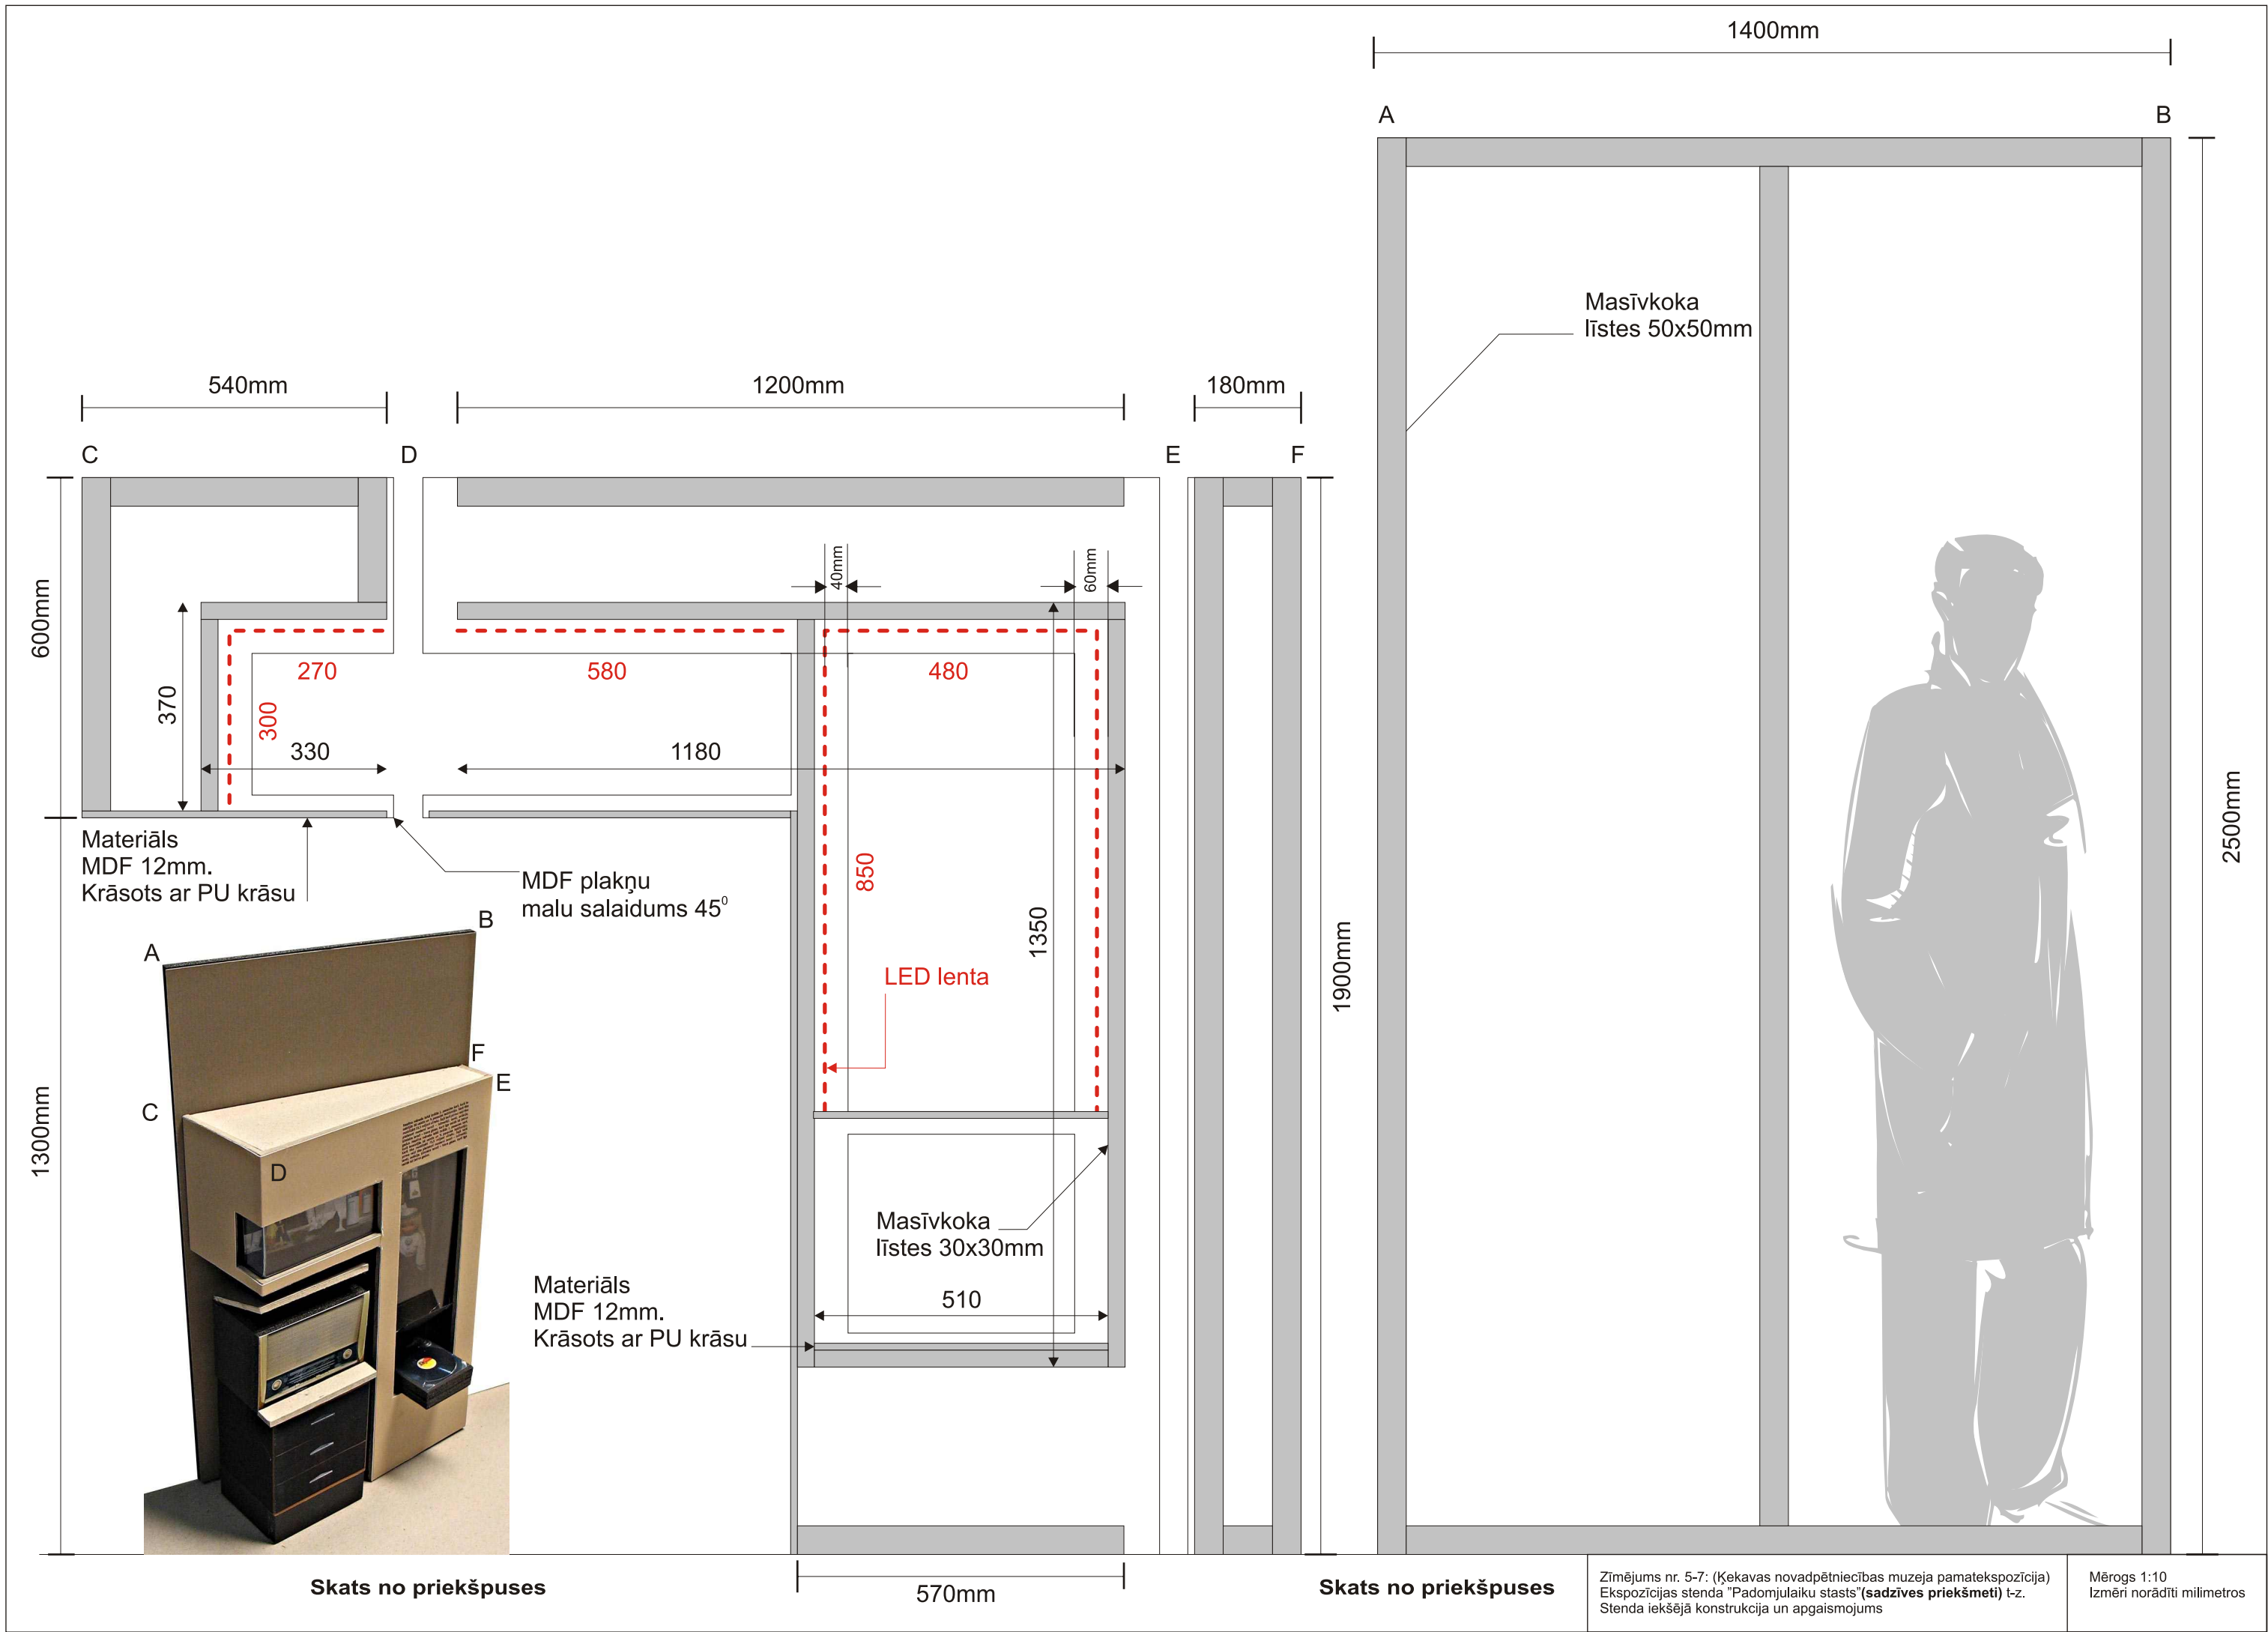 1400mm
A
B
Masīvkoka
līstes 50x50mm
540mm
1200mm
180mm
C
D
E
F
40mm
60mm
600mm
270
580
480
370
300
330
1180
2500mm
Materiāls
MDF 12mm.
Krāsots ar PU krāsu
MDF plakņu
malu salaidums 45⁰
850
1350
1900mm
LED lenta
A
B
F
E
C
D
1300mm
Masīvkoka
līstes 30x30mm
Materiāls
MDF 12mm.
Krāsots ar PU krāsu
510
570mm
Skats no priekšpuses
Skats no priekšpuses
Zīmējums nr. 5-7: (Ķekavas novadpētniecības muzeja pamatekspozīcija)
Ekspozīcijas stenda "Padomjulaiku stasts"(sadzīves priekšmeti) t-z.
Stenda iekšējā konstrukcija un apgaismojums
Mērogs 1:10
Izmēri norādīti milimetros